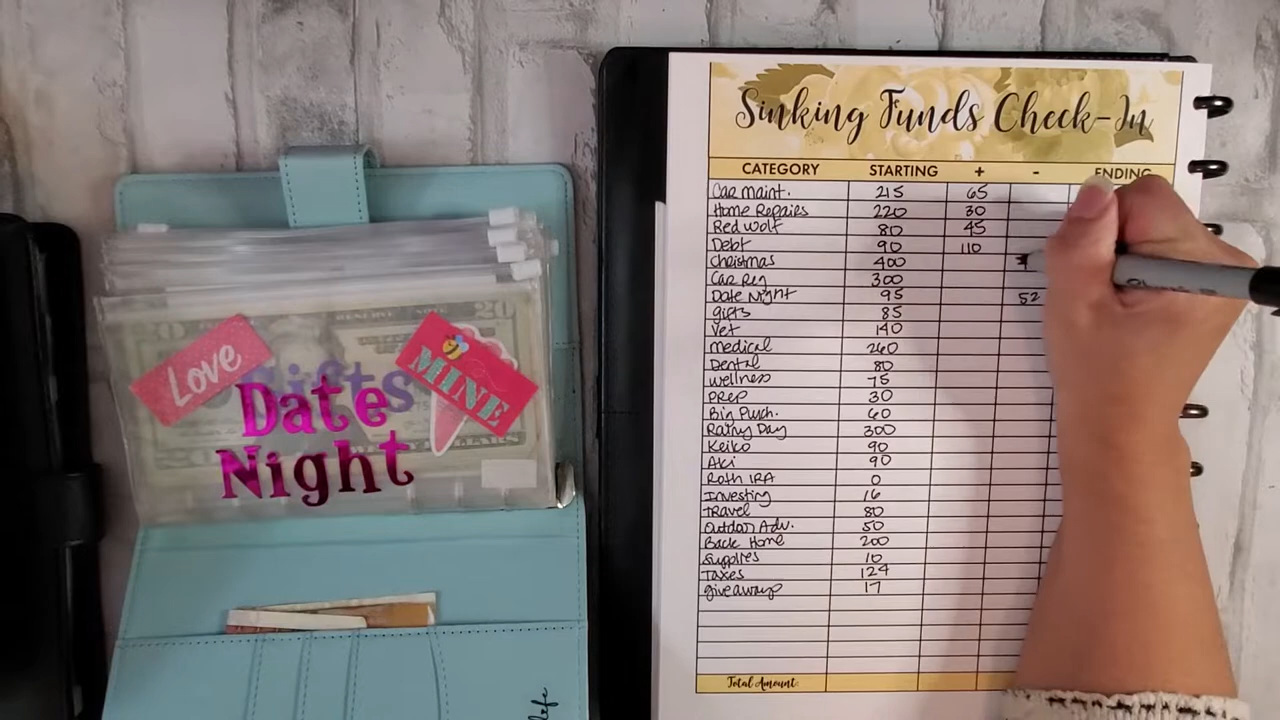 Sinking Funds Check-In
CATEGORY STARTING + - ENDING
Car Maint. 215 65
Home Repairs 220 30
Red Wolf 80 45
Debt 90 110
Christmas 400
Car Reg 300
Date Night 95 52
gifts 85
Vet 140
medical 260
Dental 80
wellness 75
PREP 30
Big Purch. 60
Rainy Day 300
Keiko 90
Aki 90
Roth IRA 0
Investing 16
Travel 80
Outdoor Adv. 50
Back Home 200
Supplies 10
Taxes 124
giveaways 17
Total Amount
Love
MINE
Gifts
Date
Night
20
20
life